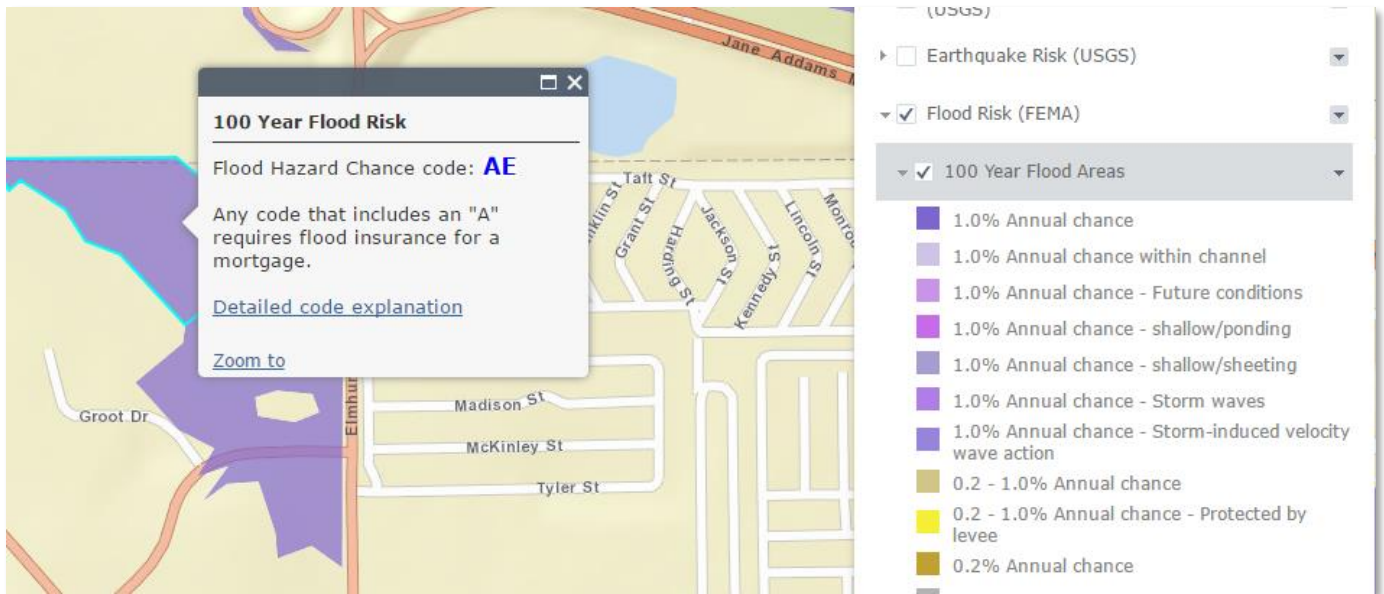 100 Year Flood Risk
Flood Hazard Chance code: AE
Any code that includes an "A"
requires flood insurance for a
mortgage.
Detailed code explanation
Zoom to
Jane Addams
Taft St
Grant St
Harding St
Jackson St
Kennedy St
Lincoln St
Groot Dr
Madison St
McKinley St
Tyler St
(USGS)
Earthquake Risk (USGS)
Flood Risk (FEMA)
100 Year Flood Areas
1.0% Annual chance
1.0% Annual chance within channel
1.0% Annual chance - Future conditions
1.0% Annual chance - shallow/ponding
1.0% Annual chance - shallow/sheeting
1.0% Annual chance - Storm waves
1.0% Annual chance - Storm-induced velocity
wave action
0.2 - 1.0% Annual chance
0.2 - 1.0% Annual chance - Protected by
levee
0.2% Annual chance